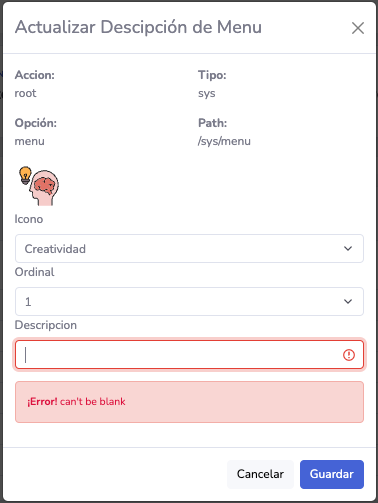 Actualizar Descipción de Menu
Accion: Tipo:
root sys
Opción: Path:
menu /sys/menu
Icono
Creatividad
Ordinal
1
Descripcion
¡Error! can't be blank
Cancelar Guardar